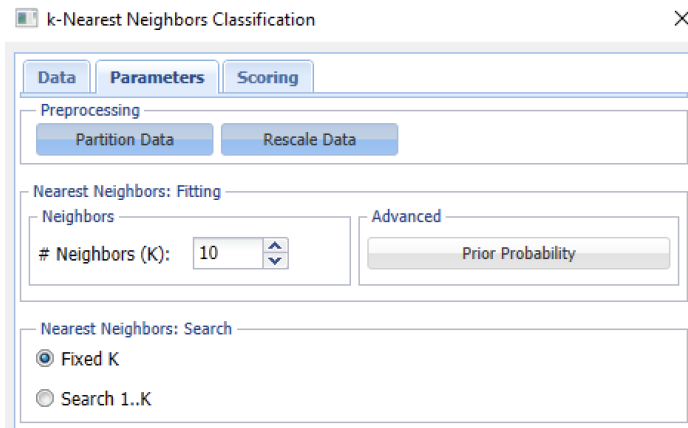 k-Nearest Neighbors Classification
Data Parameters Scoring
Preprocessing
Partition Data Rescale Data
Nearest Neighbors: Fitting
Neighbors
# Neighbors (K): 10
Advanced
Prior Probability
Nearest Neighbors: Search
Fixed K
Search 1..K